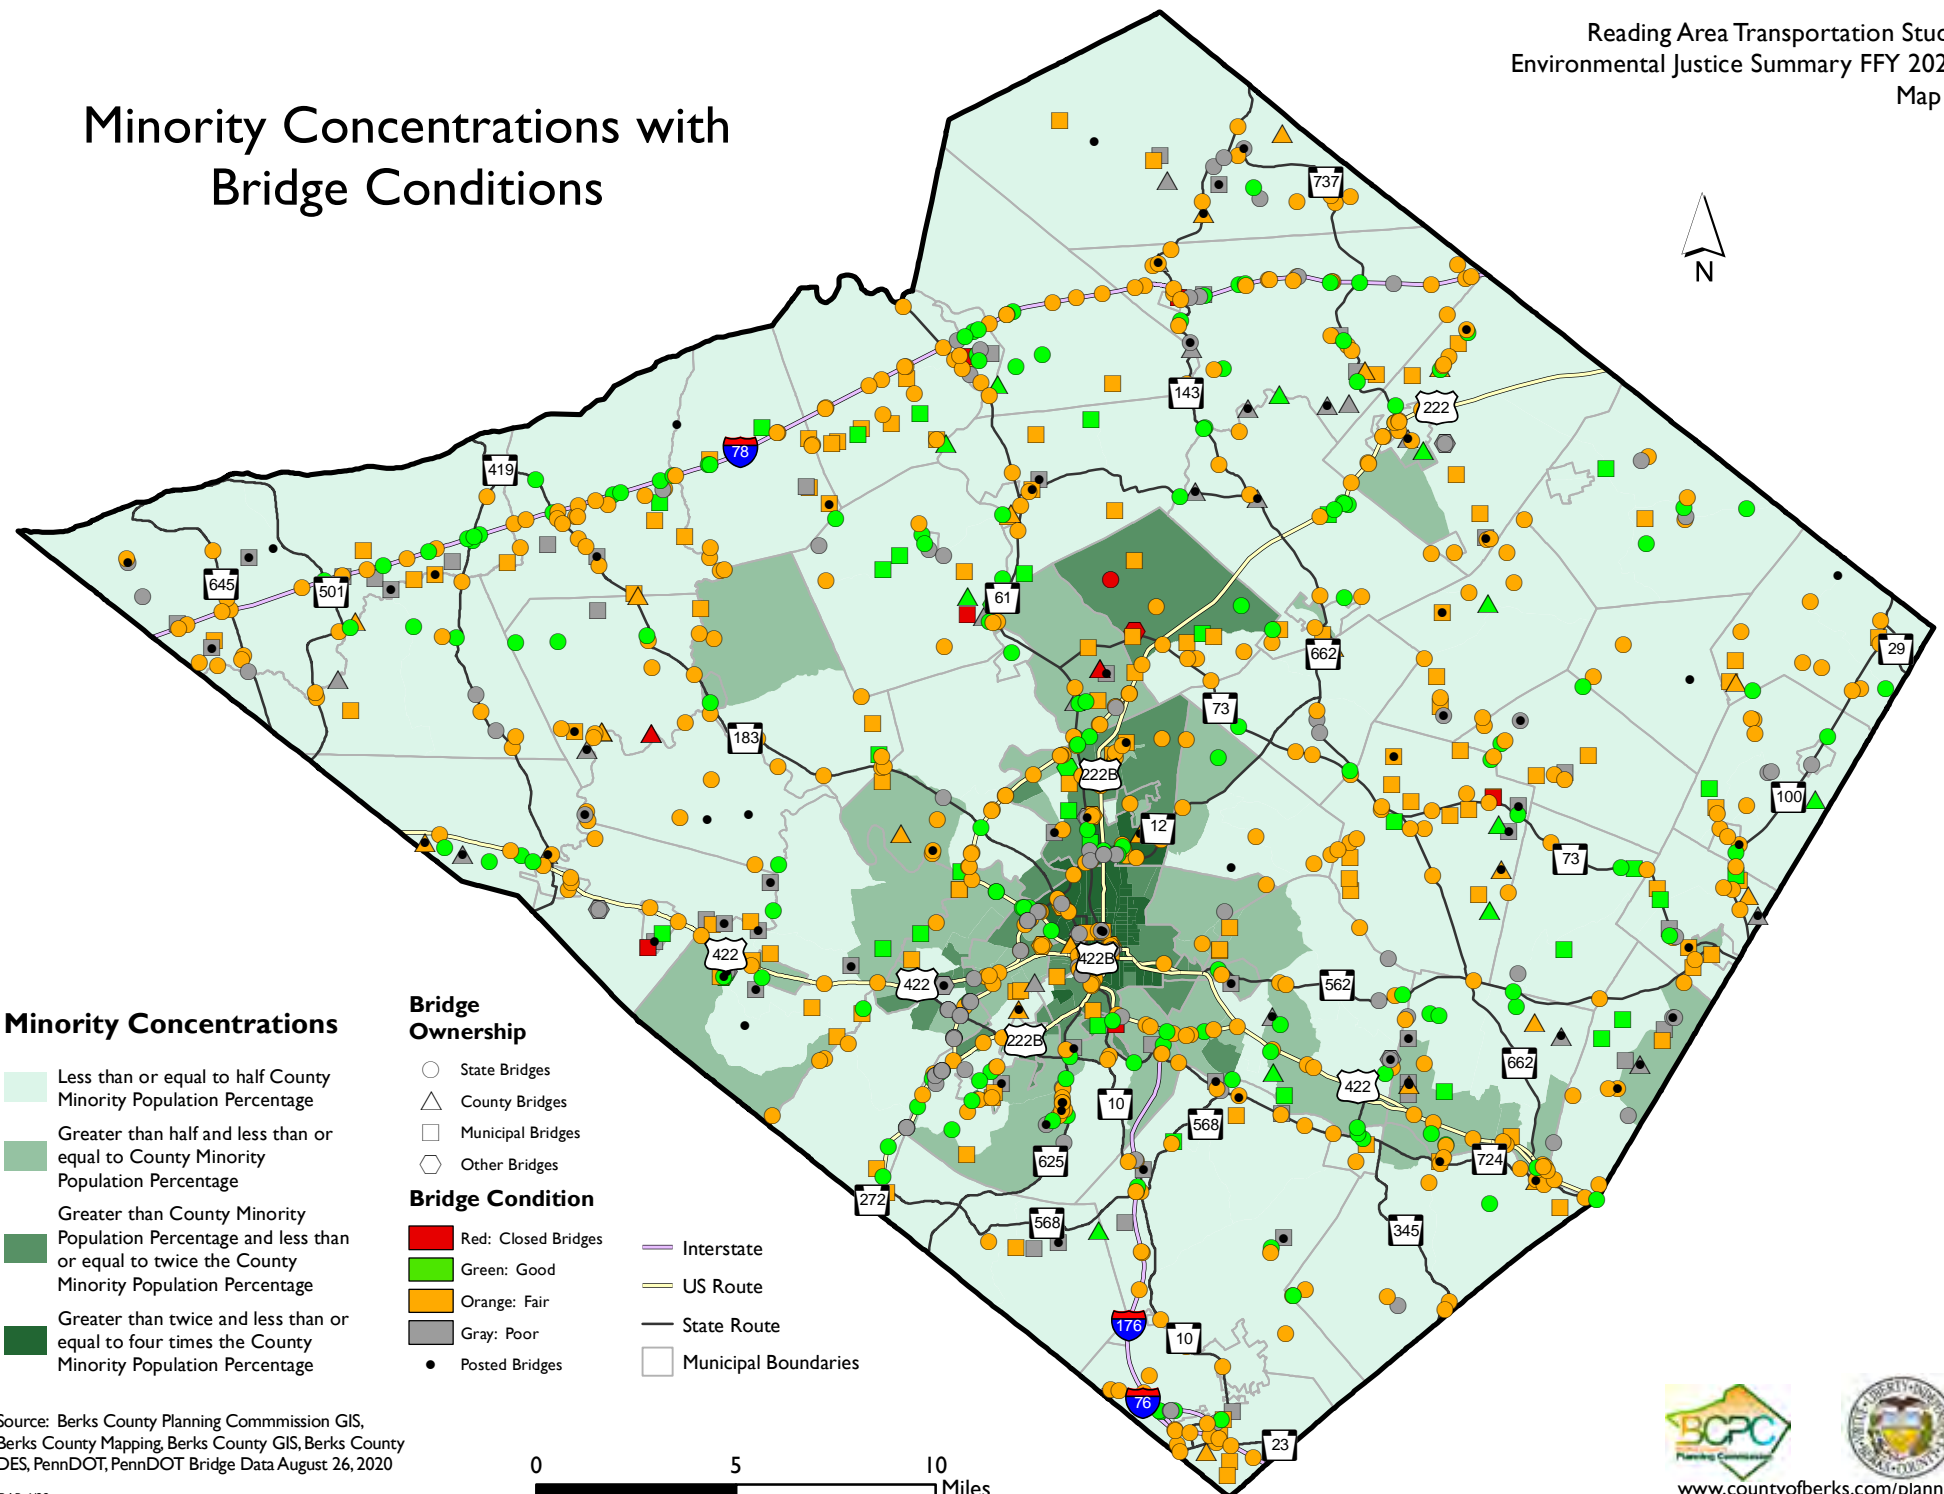 Reading Area Transportation Stud
Environmental Justice Summary FFY 202
Map
Minority Concentrations with
Bridge Conditions
N
737
143
222
78
419
645
501
61
662
29
183
73
222B
12
100
73
422
422
422B
562
222B
662
422
10
568
625
724
272
568
345
176
10
76
23
Minority Concentrations
Less than or equal to half County
Minority Population Percentage
Greater than half and less than or
equal to County Minority
Population Percentage
Greater than County Minority
Population Percentage and less than
or equal to twice the County
Minority Population Percentage
Greater than twice and less than or
equal to four times the County
Minority Population Percentage
Bridge
Ownership
State Bridges
County Bridges
Municipal Bridges
Other Bridges
Bridge Condition
Red: Closed Bridges
Green: Good
Orange: Fair
Gray: Poor
Posted Bridges
Interstate
US Route
State Route
Municipal Boundaries
Source: Berks County Planning Commmission GIS,
Berks County Mapping, Berks County GIS, Berks County
DES, PennDOT, PennDOT Bridge Data August 26, 2020
0 5 10
Miles
BCPC
Planning Commission
www.countyofberks.com/plann